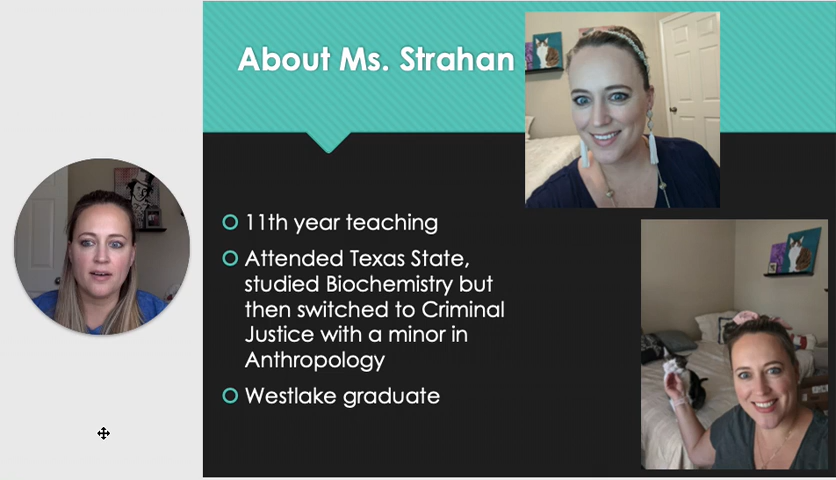 About Ms. Strahan
11th year teaching
Attended Texas State,
studied Biochemistry but
then switched to Criminal
Justice with a minor in
Anthropology
Westlake graduate